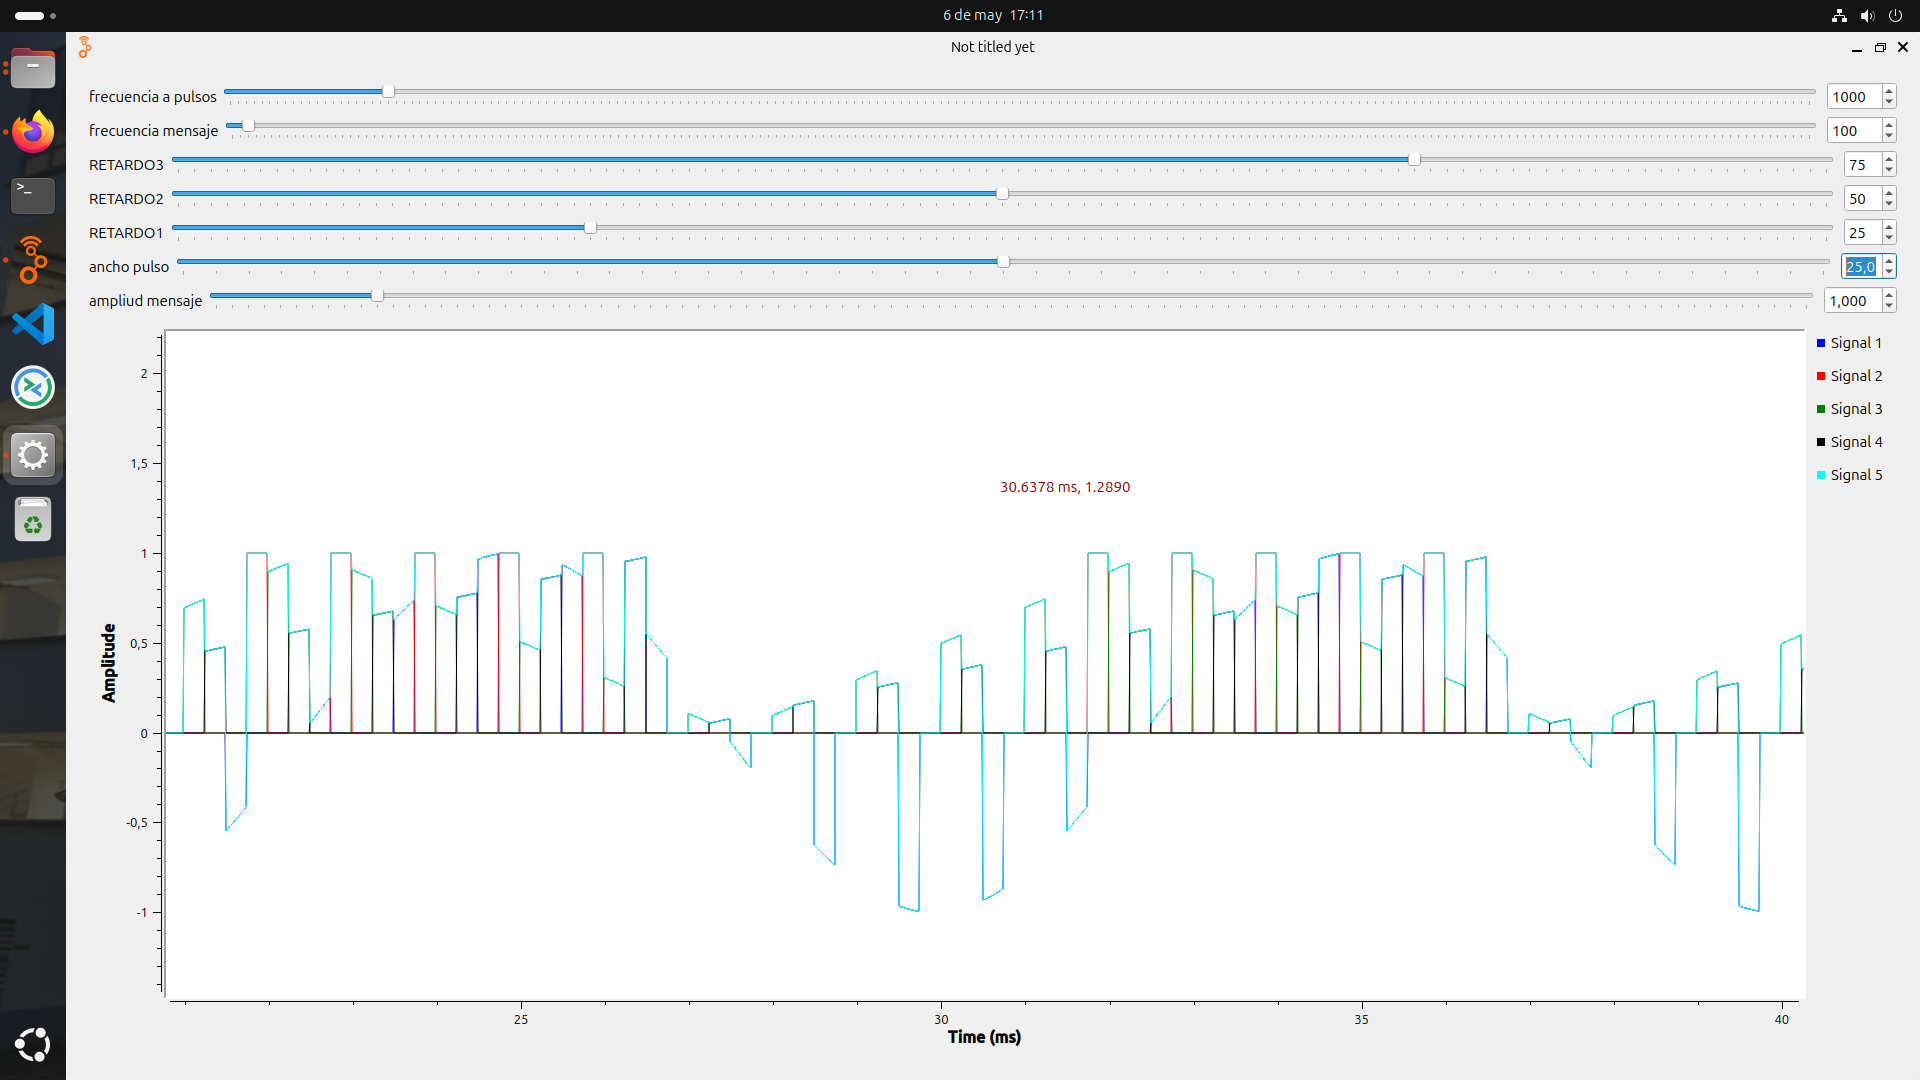 6 de may 17:11
Not titled yet
frecuencia a pulsos 1000
frecuencia mensaje 100
RETARDO3 75
RETARDO2 50
RETARDO1 25
ancho pulso 25,0
ampliud mensaje 1,000
Signal 1
Signal 2
Signal 3
Signal 4
Signal 5
30.6378 ms, 1.2890
Amplitude
2
1,5
1
0,5
0
-0,5
-1
25 30 35 40
Time (ms)
>_